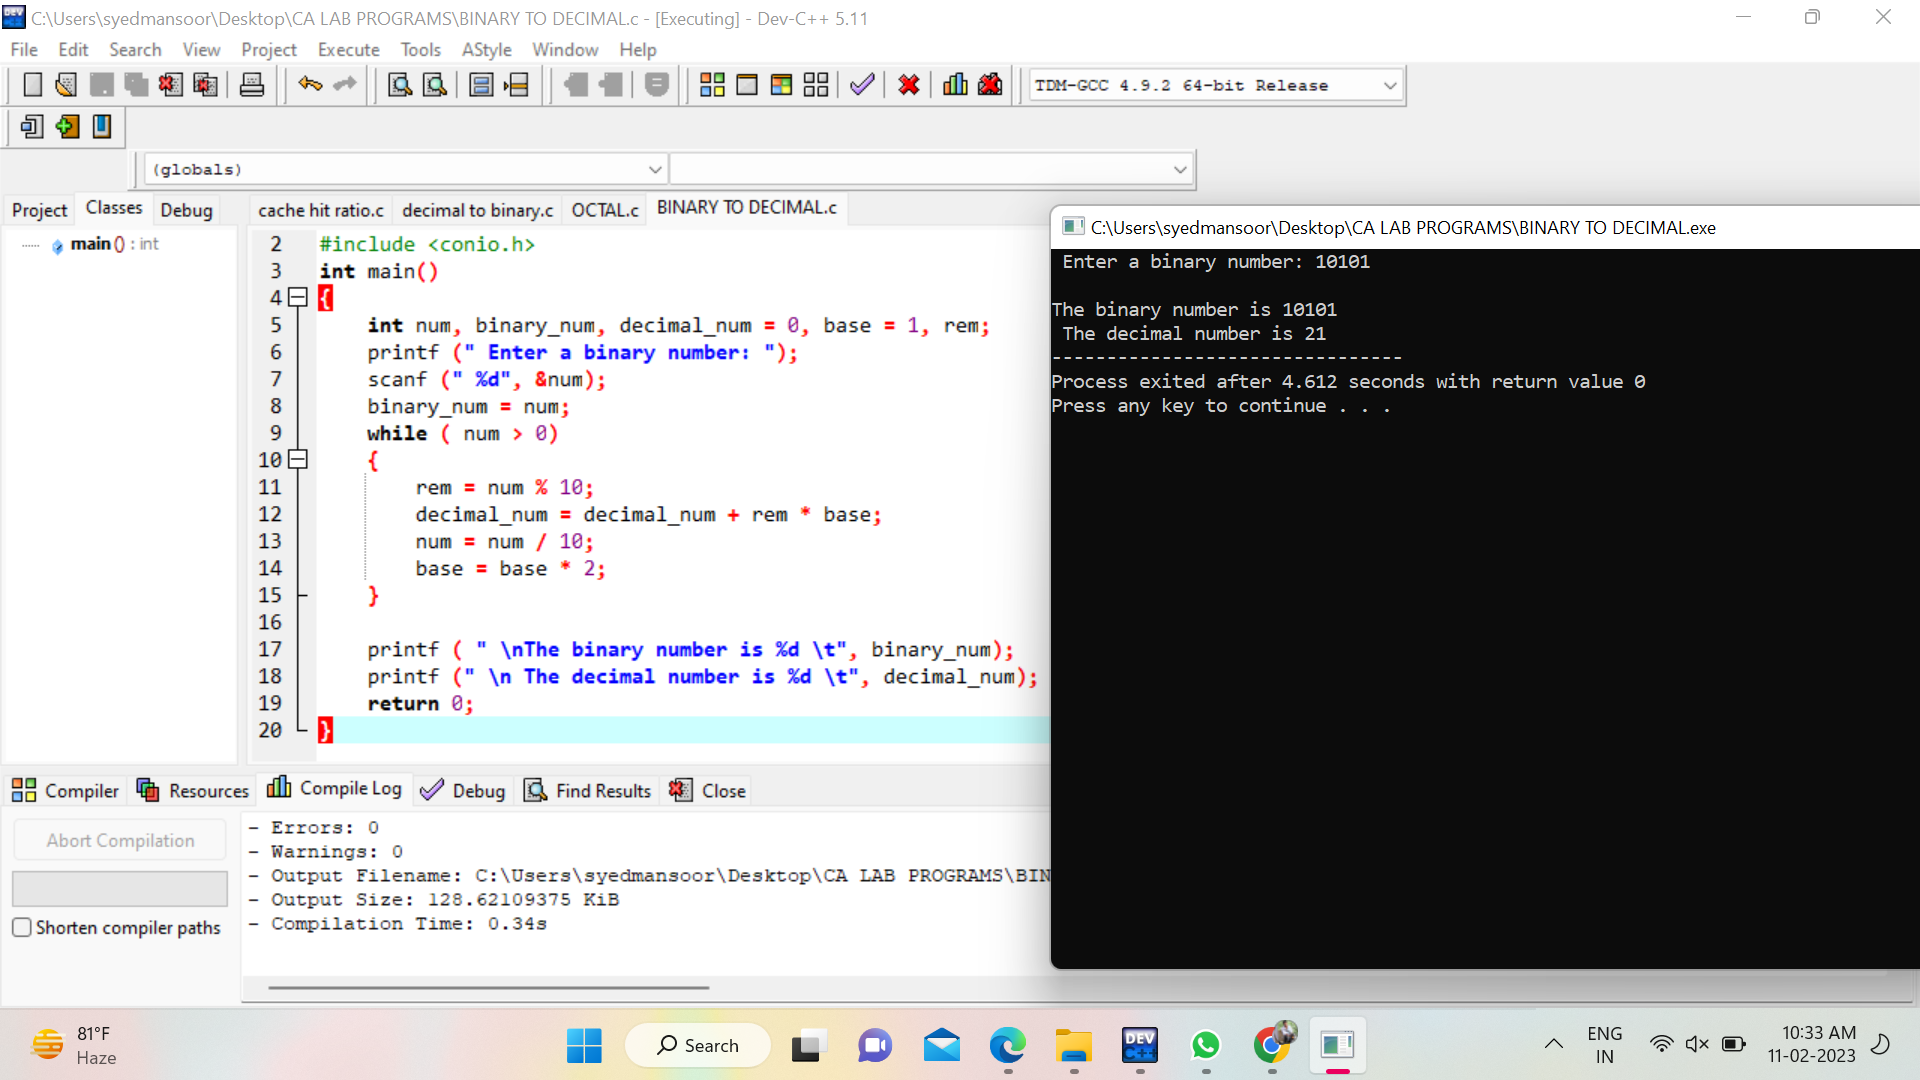 C:\Users\syedmansoor\Desktop\CA LAB PROGRAMS\BINARY TO DECIMAL.c - [Executing] - Dev-C++ 5.11
File Edit Search View Project Execute Tools AStyle Window Help
TDM-GCC 4.9.2 64-bit Release
(globals)
Project Classes Debug
cache hit ratio.c decimal to binary.c OCTAL.c BINARY TO DECIMAL.c
main () : int
2 #include <conio.h>
3 int main()
4 {
5 int num, binary_num, decimal_num = 0, base = 1, rem;
6 printf (" Enter a binary number: ");
7 scanf (" %d", &num);
8 binary_num = num;
9 while ( num > 0)
10 {
11 rem = num % 10;
12 decimal_num = decimal_num + rem * base;
13 num = num / 10;
14 base = base * 2;
15 }
16
17 printf ( " \nThe binary number is %d \t", binary_num);
18 printf (" \n The decimal number is %d \t", decimal_num);
19 return 0;
20 }
C:\Users\syedmansoor\Desktop\CA LAB PROGRAMS\BINARY TO DECIMAL.exe
Enter a binary number: 10101
The binary number is 10101
The decimal number is 21
--------------------------------
Process exited after 4.612 seconds with return value 0
Press any key to continue . . .
Compiler Resources Compile Log Debug Find Results Close
Abort Compilation
Shorten compiler paths
- Errors: 0
- Warnings: 0
- Output Filename: C:\Users\syedmansoor\Desktop\CA LAB PROGRAMS\BIN
- Output Size: 128.62109375 KiB
- Compilation Time: 0.34s
81°F
Haze
Search
DEV
C++
ENG
IN
10:33 AM
11-02-2023